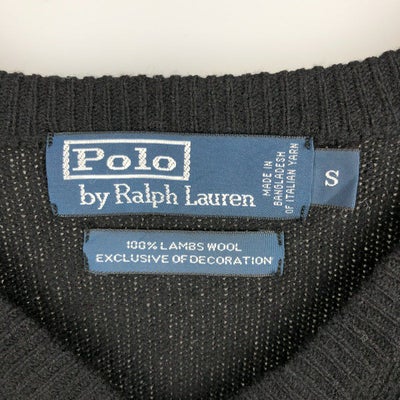 Polo
by Ralph Lauren
MADE IN
BANGLADESH
OF ITALIAN YARN
S
100% LAMBS WOOL
EXCLUSIVE OF DECORATION